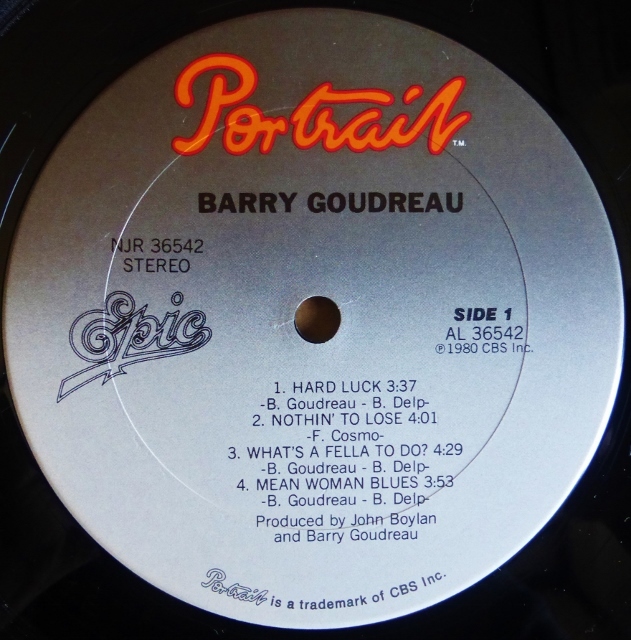 Portrait T.M.
BARRY GOUDREAU
NJR 36542
STEREO
Epic
SIDE 1
AL 36542
℗ 1980 CBS Inc.
1. HARD LUCK 3:37
-B. Goudreau - B. Delp-
2. NOTHIN' TO LOSE 4:01
-F. Cosmo-
3. WHAT'S A FELLA TO DO? 4:29
-B. Goudreau - B. Delp-
4. MEAN WOMAN BLUES 3:53
-B. Goudreau - B. Delp-
Produced by John Boylan
and Barry Goudreau
Portrait is a trademark of CBS Inc.